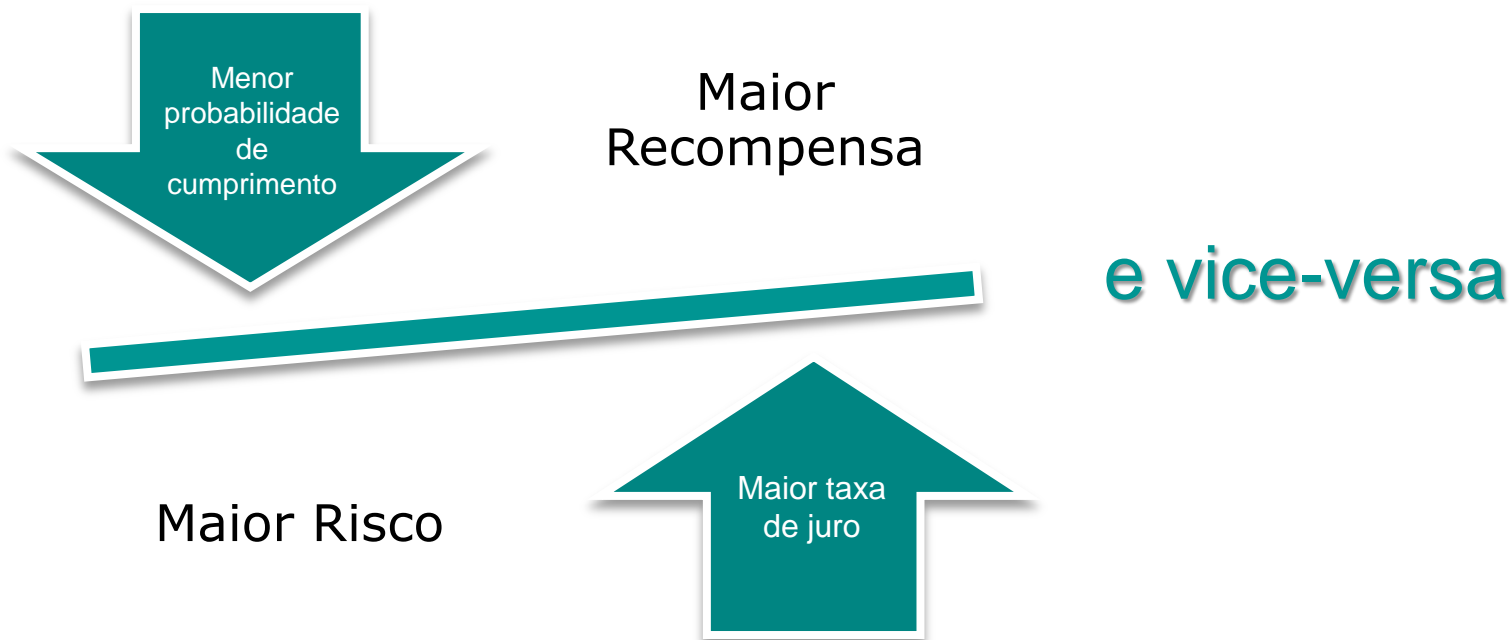 Menor
probabilidade
de
cumprimento
Maior
Recompensa
e vice-versa
Maior Risco
Maior taxa
de juro